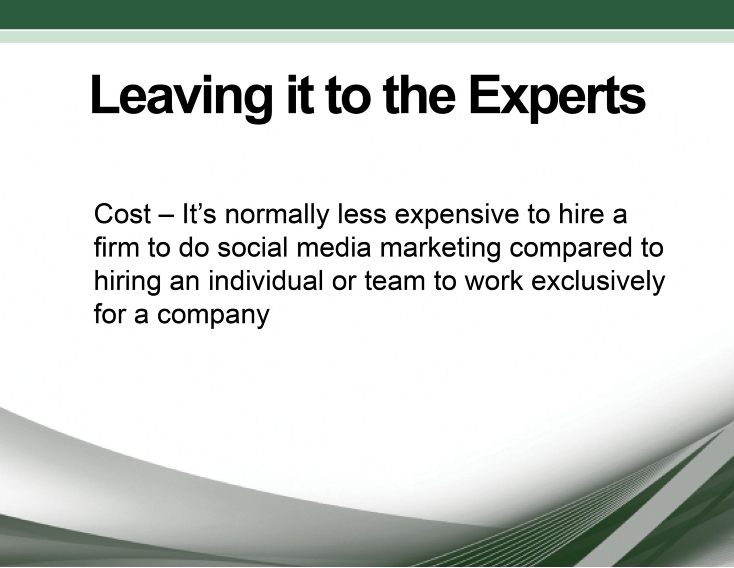 Leaving it to the Experts
Cost – It’s normally less expensive to hire a
firm to do social media marketing compared to
hiring an individual or team to work exclusively
for a company